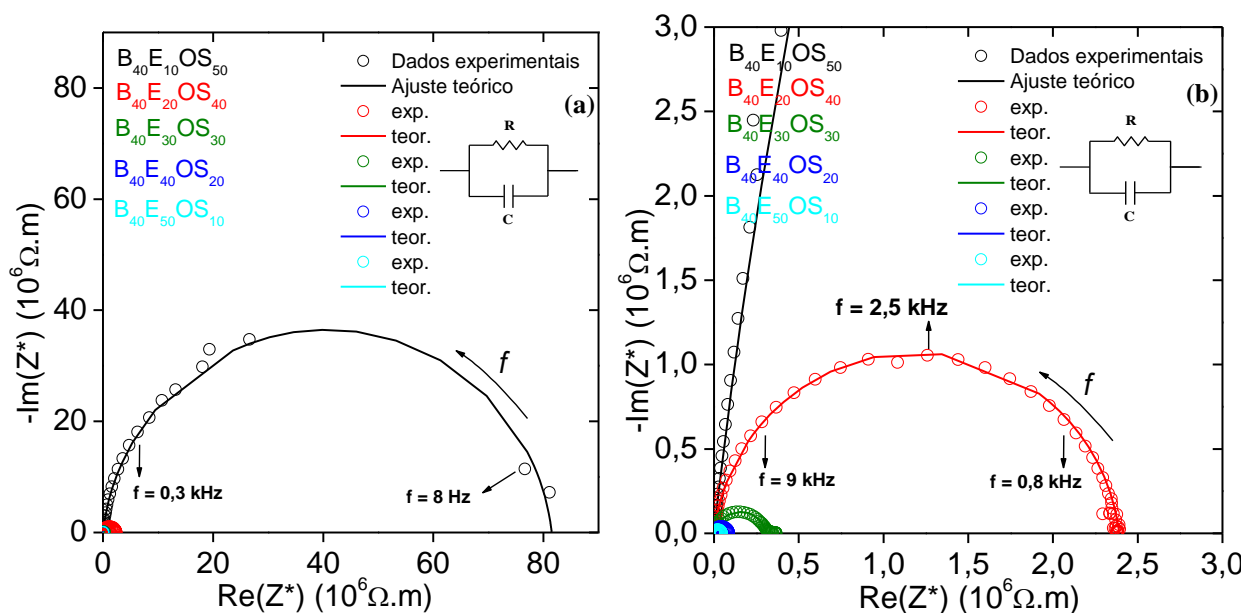 B₄₀E₁₀OS₅₀
B₄₀E₂₀OS₄₀
B₄₀E₃₀OS₃₀
B₄₀E₄₀OS₂₀
B₄₀E₅₀OS₁₀
Dados experimentais
Ajuste teórico
exp.
teor.
exp.
teor.
exp.
teor.
exp.
teor.
(a)
R
C
f
f = 0,3 kHz
f = 8 Hz
80
60
40
20
0
-Im(Z*) (10⁶Ω.m)
0 20 40 60 80
Re(Z*) (10⁶Ω.m)
B₄₀E₁₀OS₅₀
B₄₀E₂₀OS₄₀
B₄₀E₃₀OS₃₀
B₄₀E₄₀OS₂₀
B₄₀E₅₀OS₁₀
Dados experimentais
Ajuste teórico
exp.
teor.
exp.
teor.
exp.
teor.
exp.
teor.
(b)
R
C
f = 2,5 kHz
f
f = 9 kHz
f = 0,8 kHz
-3,0
-2,5
-2,0
-1,5
-1,0
-0,5
0,0
-Im(Z*) (10⁶Ω.m)
0,0 0,5 1,0 1,5 2,0 2,5 3,0
Re(Z*) (10⁶Ω.m)